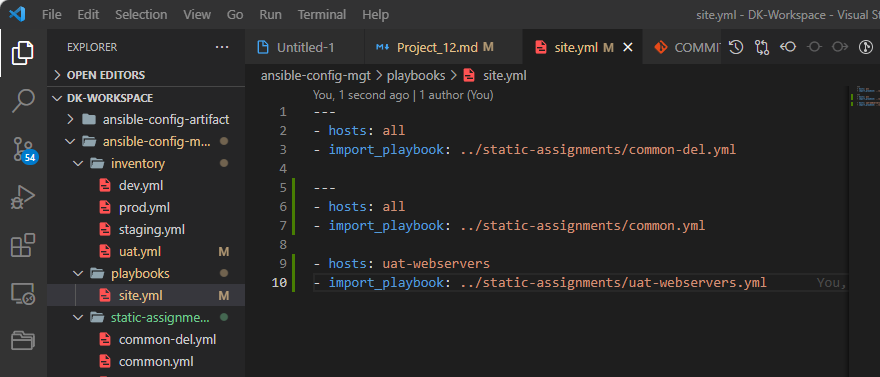 File Edit Selection View Go Run Terminal Help site.yml - DK-Workspace - Visual St
EXPLORER
Untitled-1 Project_12.md M site.yml M COMMIT
OPEN EDITORS
ansible-config-mgt > playbooks > site.yml
DK-WORKSPACE
You, 1 second ago | 1 author (You)
ansible-config-artifact
ansible-config-m...
inventory
dev.yml
prod.yml
staging.yml
uat.yml M
playbooks
site.yml M
static-assignme...
common-del.yml
common.yml
54
1 ---
2 - hosts: all
3 - import_playbook: ../static-assignments/common-del.yml
4
5 ---
6 - hosts: all
7 - import_playbook: ../static-assignments/common.yml
8
9 - hosts: uat-webservers
10 - import_playbook: ../static-assignments/uat-webservers.yml You,